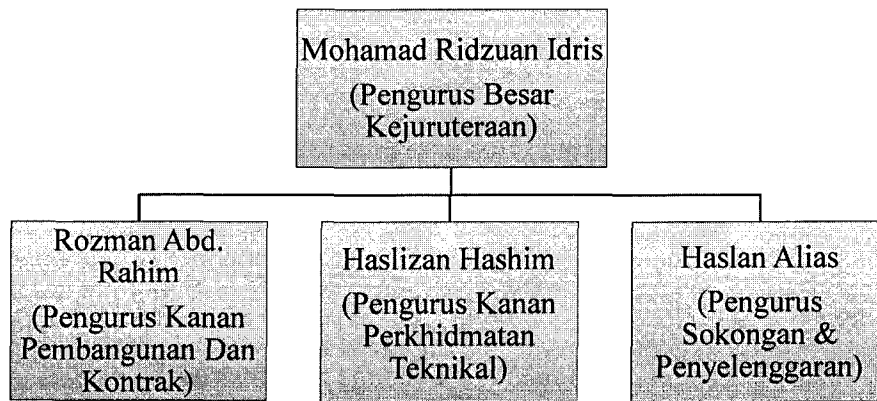 Mohamad Ridzuan Idris
(Pengurus Besar
Kejuruteraan)
Rozman Abd.
Rahim
(Pengurus Kanan
Pembangunan Dan
Kontrak)
Haslizan Hashim
(Pengurus Kanan
Perkhidmatan
Teknikal)
Haslan Alias
(Pengurus
Sokongan &
Penyelenggaran)